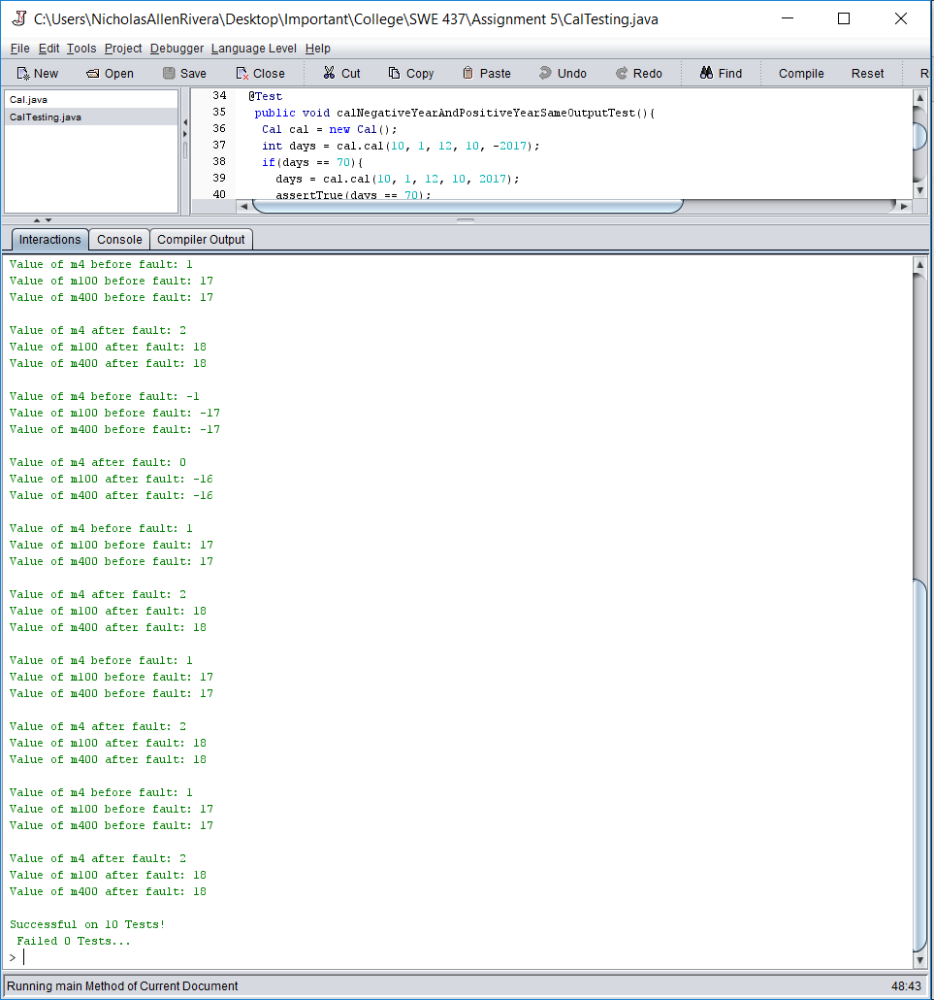 C:\Users\NicholasAllenRivera\Desktop\Important\College\SWE 437\Assignment 5\CalTesting.java
File Edit Tools Project Debugger Language Level Help
New Open Save Close Cut Copy Paste Undo Redo Find Compile Reset R
Cal.java
CalTesting.java
34 @Test
35 public void calNegativeYearAndPositiveYearSameOutputTest(){
36 Cal cal = new Cal();
37 int days = cal.cal(10, 1, 12, 10, -2017);
38 if(days == 70){
39 days = cal.cal(10, 1, 12, 10, 2017);
40 assertTrue(days == 70);
Interactions Console Compiler Output
Value of m4 before fault: 1
Value of m100 before fault: 17
Value of m400 before fault: 17
Value of m4 after fault: 2
Value of m100 after fault: 18
Value of m400 after fault: 18
Value of m4 before fault: -1
Value of m100 before fault: -17
Value of m400 before fault: -17
Value of m4 after fault: 0
Value of m100 after fault: -16
Value of m400 after fault: -16
Value of m4 before fault: 1
Value of m100 before fault: 17
Value of m400 before fault: 17
Value of m4 after fault: 2
Value of m100 after fault: 18
Value of m400 after fault: 18
Value of m4 before fault: 1
Value of m100 before fault: 17
Value of m400 before fault: 17
Value of m4 after fault: 2
Value of m100 after fault: 18
Value of m400 after fault: 18
Value of m4 before fault: 1
Value of m100 before fault: 17
Value of m400 before fault: 17
Value of m4 after fault: 2
Value of m100 after fault: 18
Value of m400 after fault: 18
Successful on 10 Tests!
Failed 0 Tests...
>
Running main Method of Current Document 48:43